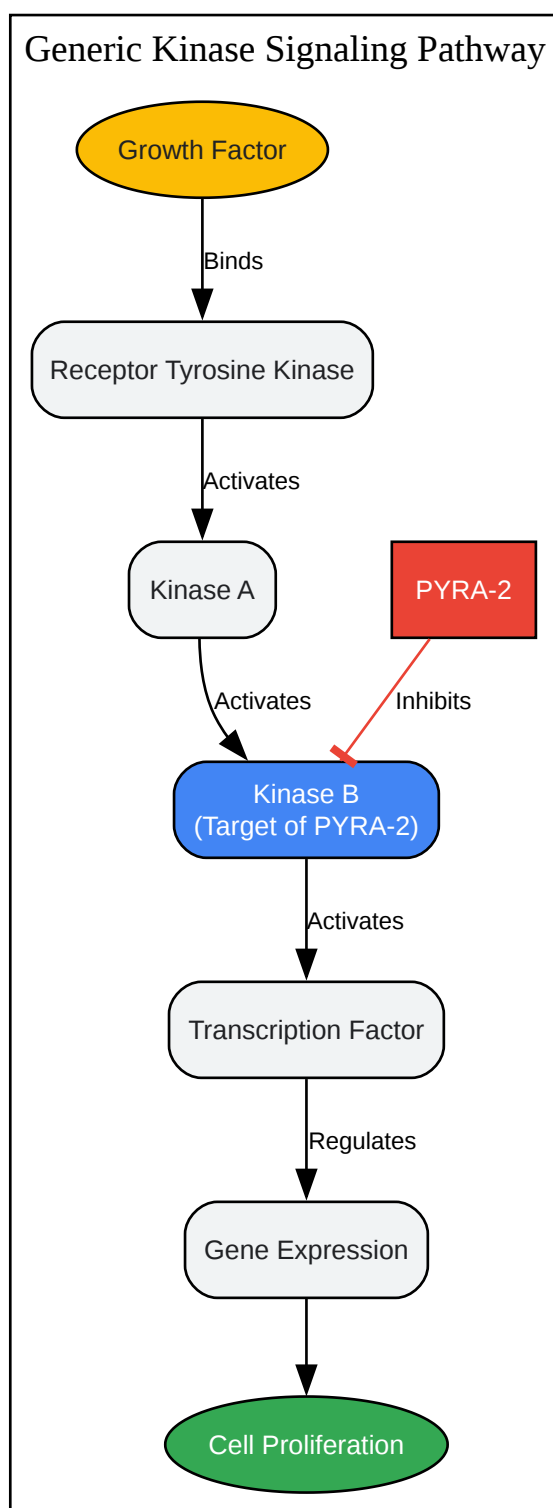 Generic Kinase Signaling Pathway
Growth Factor
Binds
Receptor Tyrosine Kinase
Activates
Kinase A
PYRA-2
Activates
Inhibits
Kinase B
(Target of PYRA-2)
Activates
Transcription Factor
Regulates
Gene Expression
Cell Proliferation